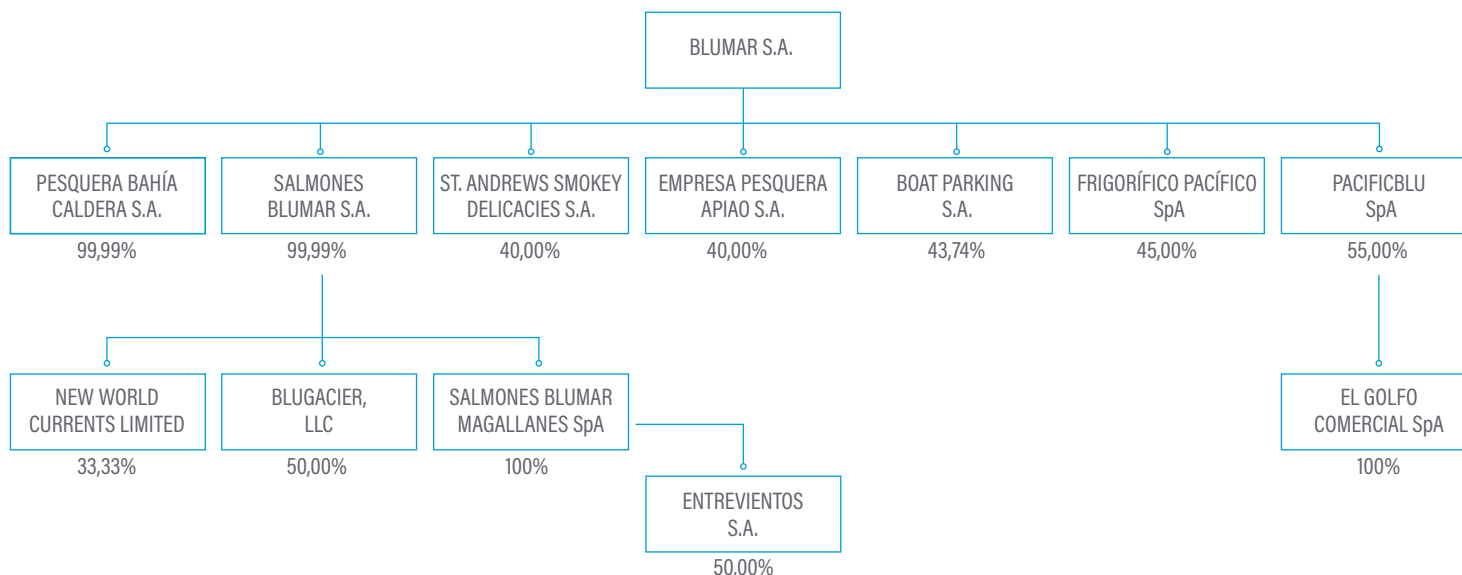 BLUMAR S.A.
PESQUERA BAHÍA
CALDERA S.A.
99,99%
SALMONES
BLUMAR S.A.
99,99%
ST. ANDREWS SMOKEY
DELICACIES S.A.
40,00%
EMPRESA PESQUERA
APIAO S.A.
40,00%
BOAT PARKING
S.A.
43,74%
FRIGORÍFICO PACÍFICO
SpA
45,00%
PACIFICBLU
SpA
55,00%
NEW WORLD
CURRENTS LIMITED
33,33%
BLUGACIER,
LLC
50,00%
SALMONES BLUMAR
MAGALLANES SpA
100%
EL GOLFO
COMERCIAL SpA
100%
ENTREVIENTOS
S.A.
50,00%